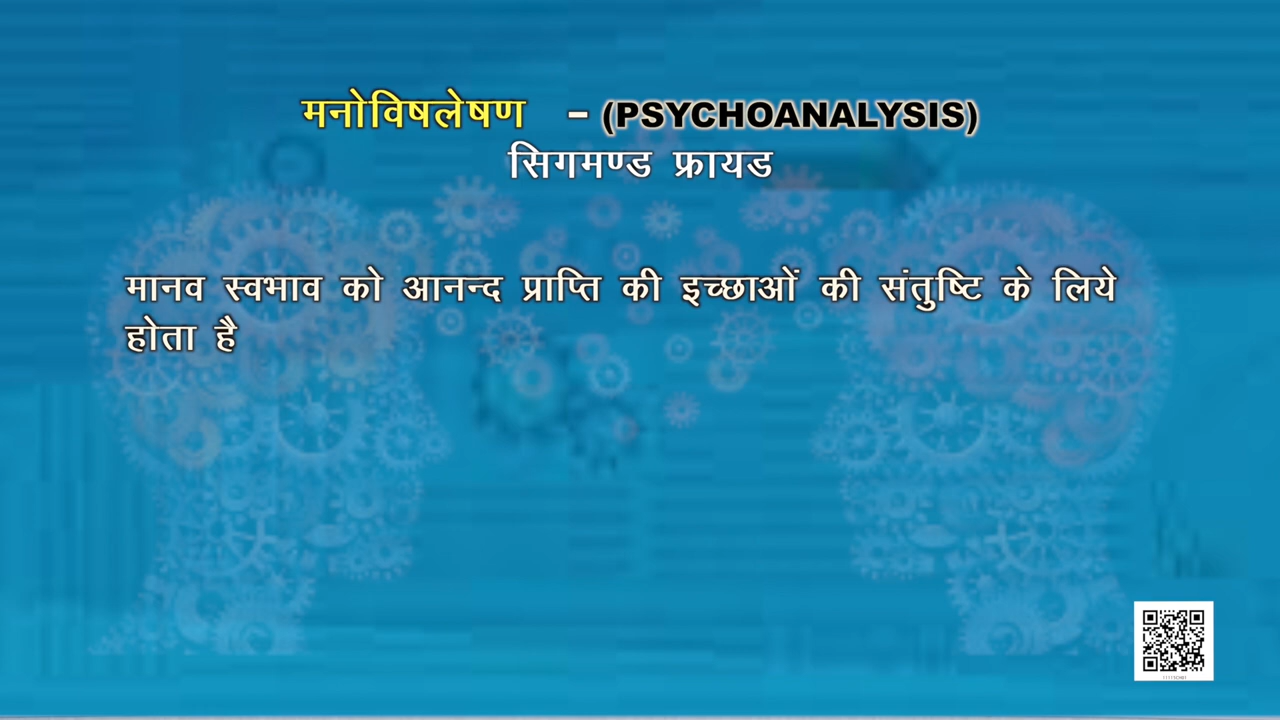 मनोविषलेषण – (PSYCHOANALYSIS)
सिगमण्ड फ्रायड
मानव स्वभाव को आनन्द प्राप्ति की इच्छाओं की संतुष्टि के लिये
होता है